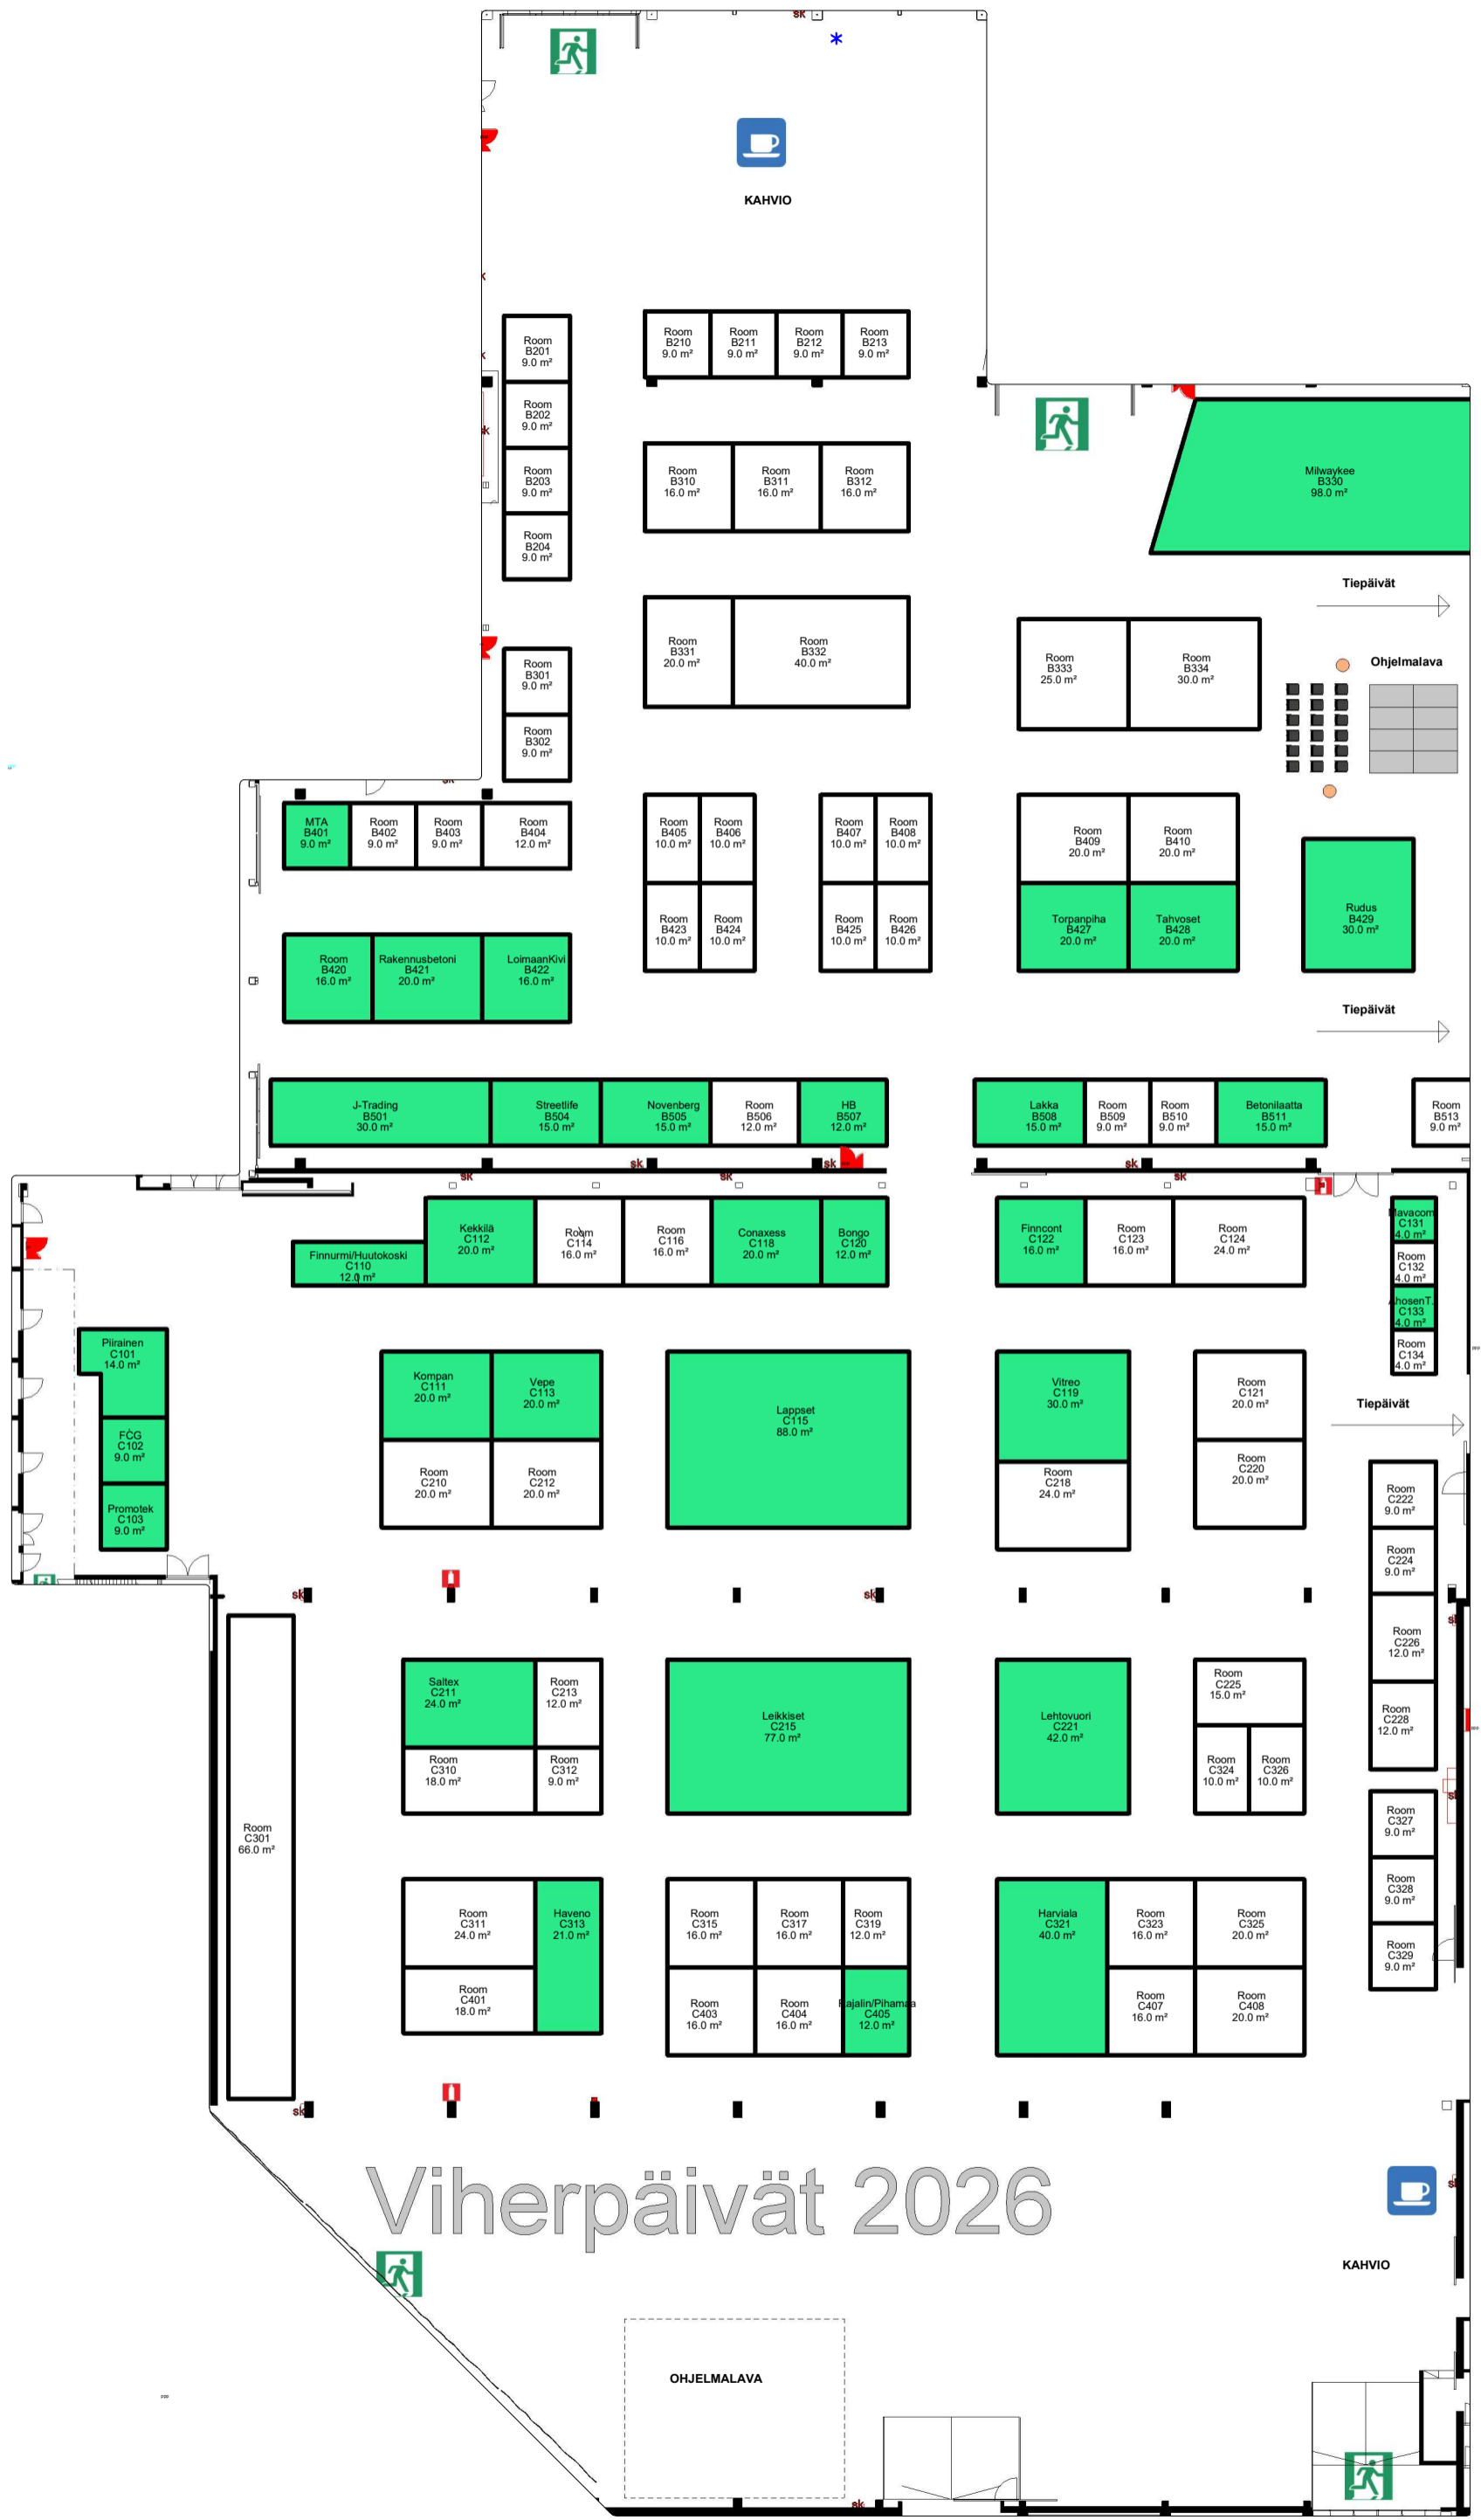 sk
*
KAHVIO
sk
sk
sk
Room
B201
9.0 m²
Room
B202
9.0 m²
Room
B203
9.0 m²
Room
B204
9.0 m²
Room
B210
9.0 m²
Room
B211
9.0 m²
Room
B212
9.0 m²
Room
B213
9.0 m²
Room
B310
16.0 m²
Room
B311
16.0 m²
Room
B312
16.0 m²
Milwaykee
B330
98.0 m²
Tiepäivät
Room
B301
9.0 m²
Room
B302
9.0 m²
Room
B331
20.0 m²
Room
B332
40.0 m²
Room
B333
25.0 m²
Room
B334
30.0 m²
Ohjelmalava
sk
MTA
B401
9.0 m²
Room
B402
9.0 m²
Room
B403
9.0 m²
Room
B404
12.0 m²
Room
B405
10.0 m²
Room
B406
10.0 m²
Room
B407
10.0 m²
Room
B408
10.0 m²
Room
B409
20.0 m²
Room
B410
20.0 m²
Room
B423
10.0 m²
Room
B424
10.0 m²
Room
B425
10.0 m²
Room
B426
10.0 m²
Torpanpiha
B427
20.0 m²
Tahvoset
B428
20.0 m²
Rudus
B429
30.0 m²
Room
B420
16.0 m²
Rakennusbetoni
B421
20.0 m²
LoimaanKivi
B422
16.0 m²
Tiepäivät
J-Trading
B501
30.0 m²
Streetlife
B504
15.0 m²
Novenberg
B505
15.0 m²
Room
B506
12.0 m²
HB
B507
12.0 m²
Lakka
B508
15.0 m²
Room
B509
9.0 m²
Room
B510
9.0 m²
Betonilaatta
B511
15.0 m²
Room
B513
9.0 m²
sk
sk
sk
sk
sk
sk
Finnurmi/Huutokoski
C110
12.0 m²
Kekkilä
C112
20.0 m²
Room
C114
16.0 m²
Room
C116
16.0 m²
Conaxess
C118
20.0 m²
Bongo
C120
12.0 m²
Finncont
C122
16.0 m²
Room
C123
16.0 m²
Room
C124
24.0 m²
Mavacom
C131
4.0 m²
Room
C132
4.0 m²
AhosenT.
C133
4.0 m²
Room
C134
4.0 m²
Piirainen
C101
14.0 m²
FCG
C102
9.0 m²
Promotek
C103
9.0 m²
Kompan
C111
20.0 m²
Vepe
C113
20.0 m²
Room
C210
20.0 m²
Room
C212
20.0 m²
Lappset
C115
88.0 m²
Vitreo
C119
30.0 m²
Room
C218
24.0 m²
Room
C121
20.0 m²
Room
C220
20.0 m²
Tiepäivät
Room
C222
9.0 m²
Room
C224
9.0 m²
Room
C226
12.0 m²
Room
C228
12.0 m²
sk
sk
sk
Saltex
C211
24.0 m²
Room
C213
12.0 m²
Room
C310
18.0 m²
Room
C312
9.0 m²
Leikkiset
C215
77.0 m²
Lehtovuori
C221
42.0 m²
Room
C225
15.0 m²
Room
C324
10.0 m²
Room
C326
10.0 m²
sk
Room
C301
66.0 m²
Room
C327
9.0 m²
Room
C328
9.0 m²
Room
C329
9.0 m²
Room
C311
24.0 m²
Haveno
C313
21.0 m²
Room
C401
18.0 m²
Room
C315
16.0 m²
Room
C317
16.0 m²
Room
C319
12.0 m²
Room
C403
16.0 m²
Room
C404
16.0 m²
Rajalin/Pihamaa
C405
12.0 m²
Harviala
C321
40.0 m²
Room
C323
16.0 m²
Room
C325
20.0 m²
Room
C407
16.0 m²
Room
C408
20.0 m²
sk
Viherpäivät 2026
sk
KAHVIO
OHJELMALAVA
sk